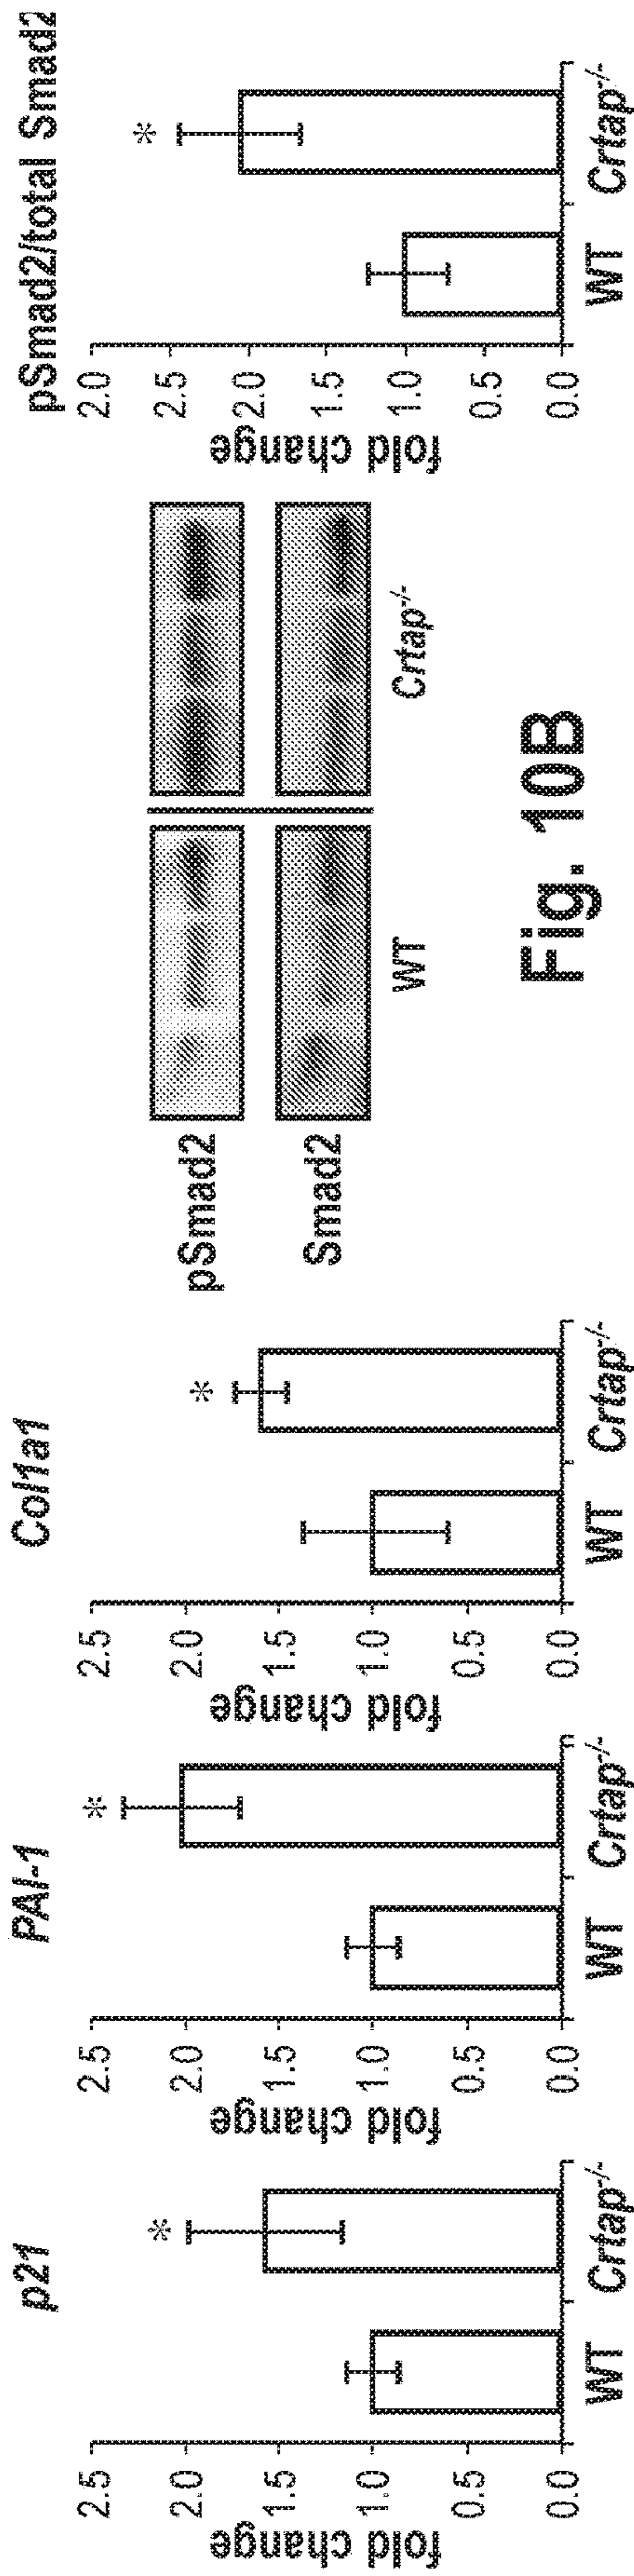 p21
fold change
2.5
2.0
1.5
1.0
0.5
0.0
WT
Crtap-/-
PAI-1
fold change
2.5
2.0
1.5
1.0
0.5
0.0
WT
Crtap-/-
Col1a1
fold change
2.5
2.0
1.5
1.0
0.5
0.0
WT
Crtap-/-
pSmad2
Smad2
WT
Crtap-/-
pSmad2/total Smad2
fold change
2.0
2.5
2.0
1.5
1.0
0.5
0.0
WT
Crtap-/-
Fig. 10B